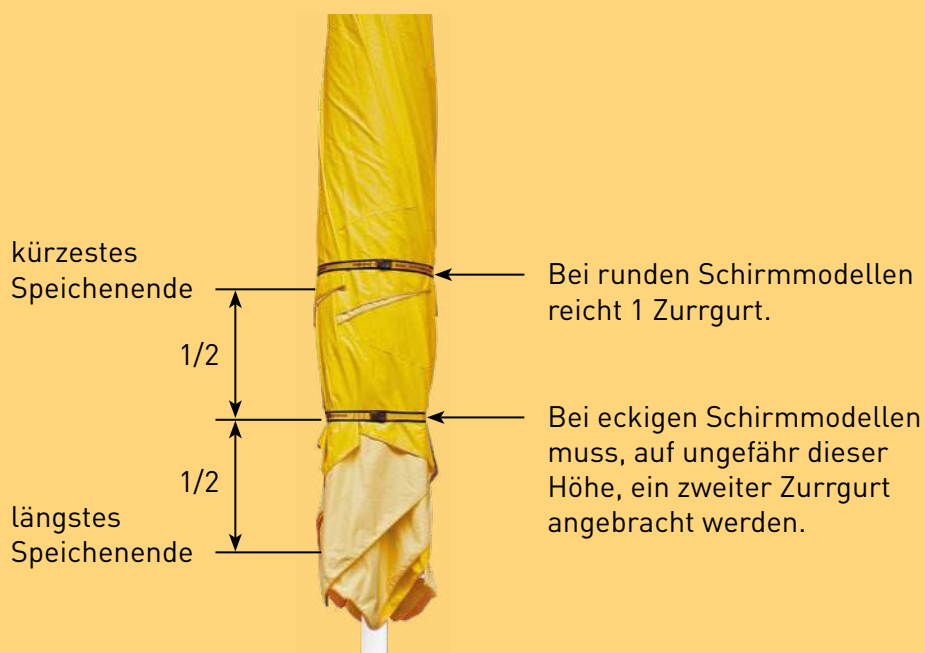 kürzestes
Speichenende
1/2
1/2
längstes
Speichenende
Bei runden Schirmmodellen
reicht 1 Zurrgurt.
Bei eckigen Schirmmodellen
muss, auf ungefähr dieser
Höhe, ein zweiter Zurrgurt
angebracht werden.